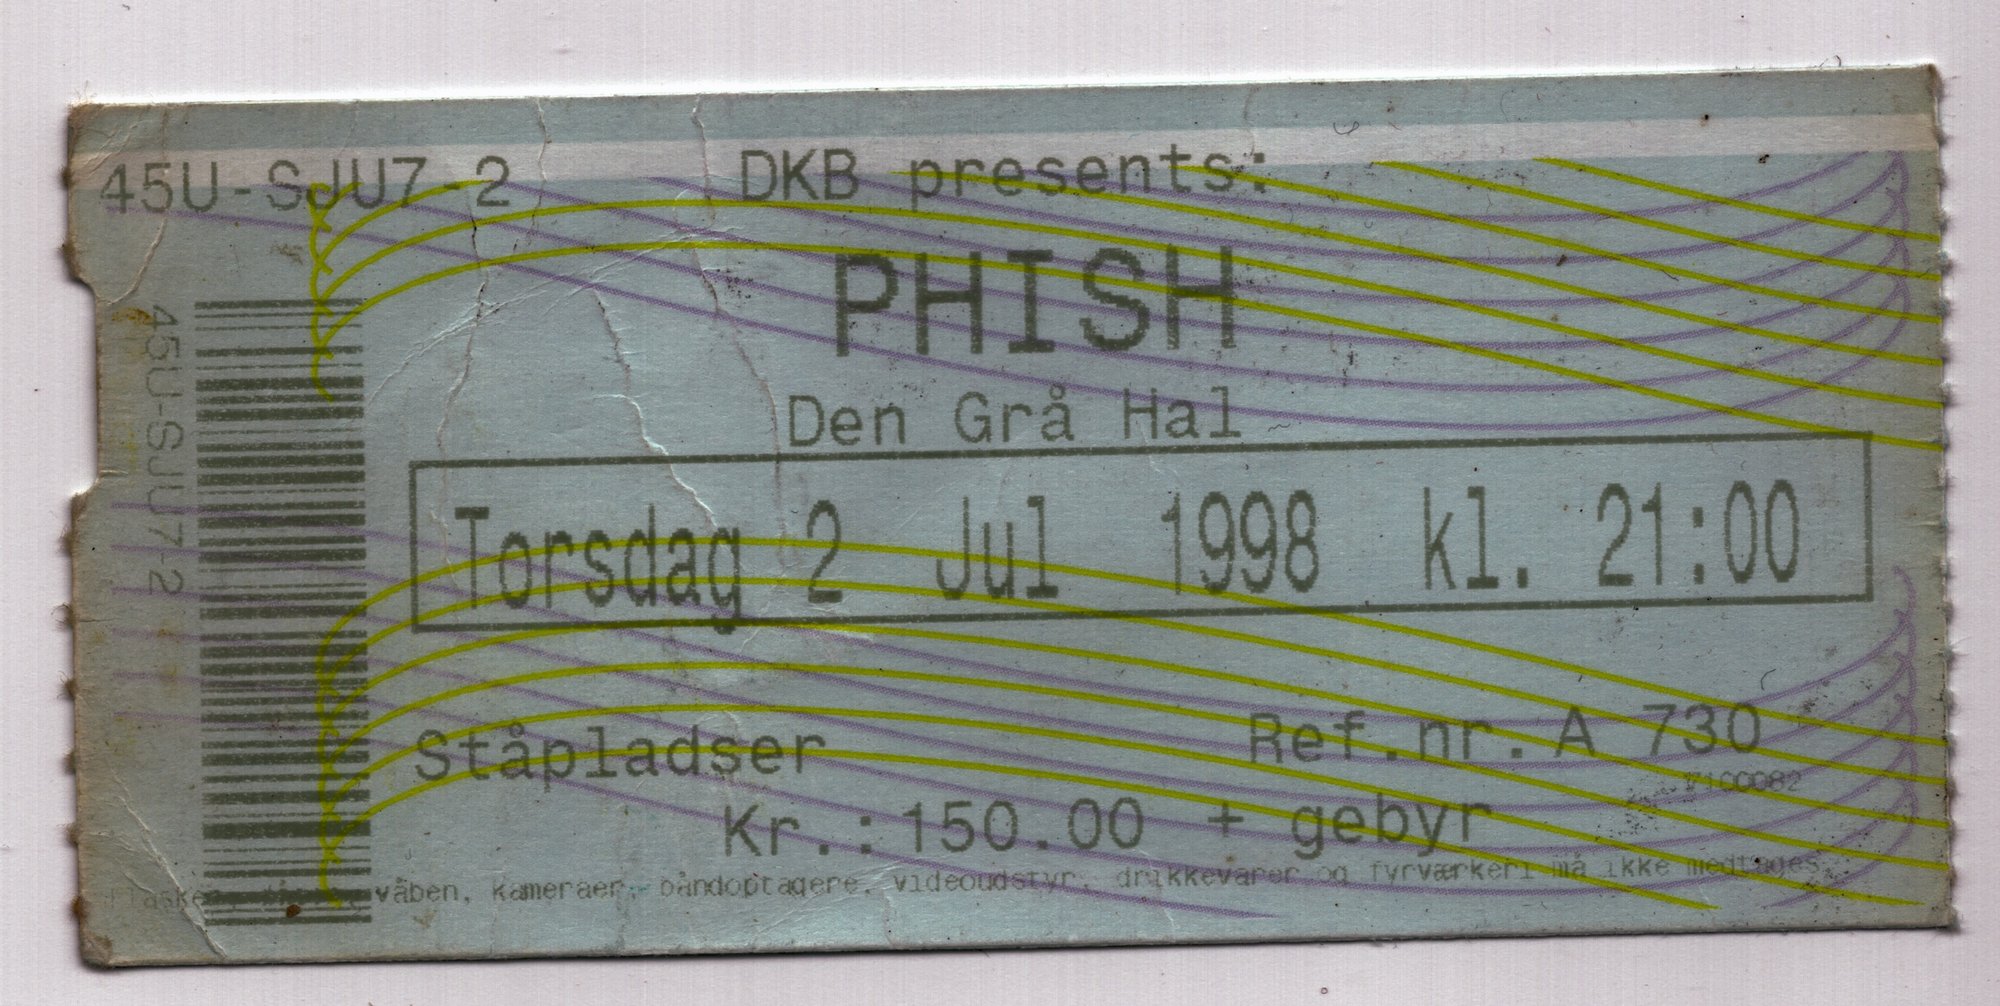 45U-SJU7-2
DKB presents:
PHISH
Den Grå Hal
Torsdag 2 Jul 1998 kl. 21:00
45U-SJU7-2
Ståpladser
Ref.nr. A 730
V100082
Kr.: 150.00 + gebyr
våben, kameraer, båndoptagere, videoudstyr, drikkevarer og fyrværkeri må ikke medtages